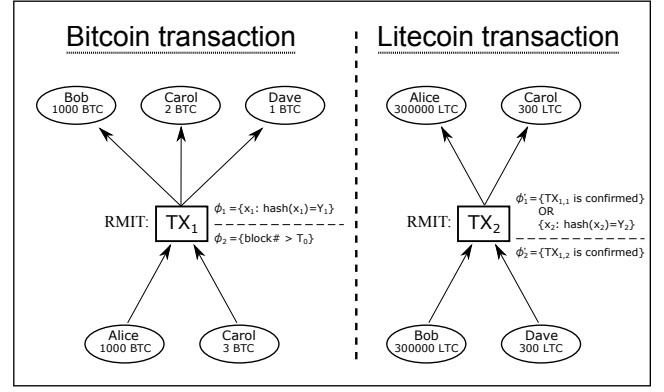 Bitcoin transaction
Bob
1000 BTC
Carol
2 BTC
Dave
1 BTC
RMIT:
TX₁
ϕ₁ ={x₁: hash(x₁)=Y₁}
ϕ₂ ={block# > T₀}
Alice
1000 BTC
Carol
3 BTC
Litecoin transaction
Alice
300000 LTC
Carol
300 LTC
RMIT:
TX₂
ϕ'₁={TX₁,₁ is confirmed}
OR
{x₂: hash(x₂)=Y₂}
ϕ'₂={TX₁,₂ is confirmed}
Bob
300000 LTC
Dave
300 LTC